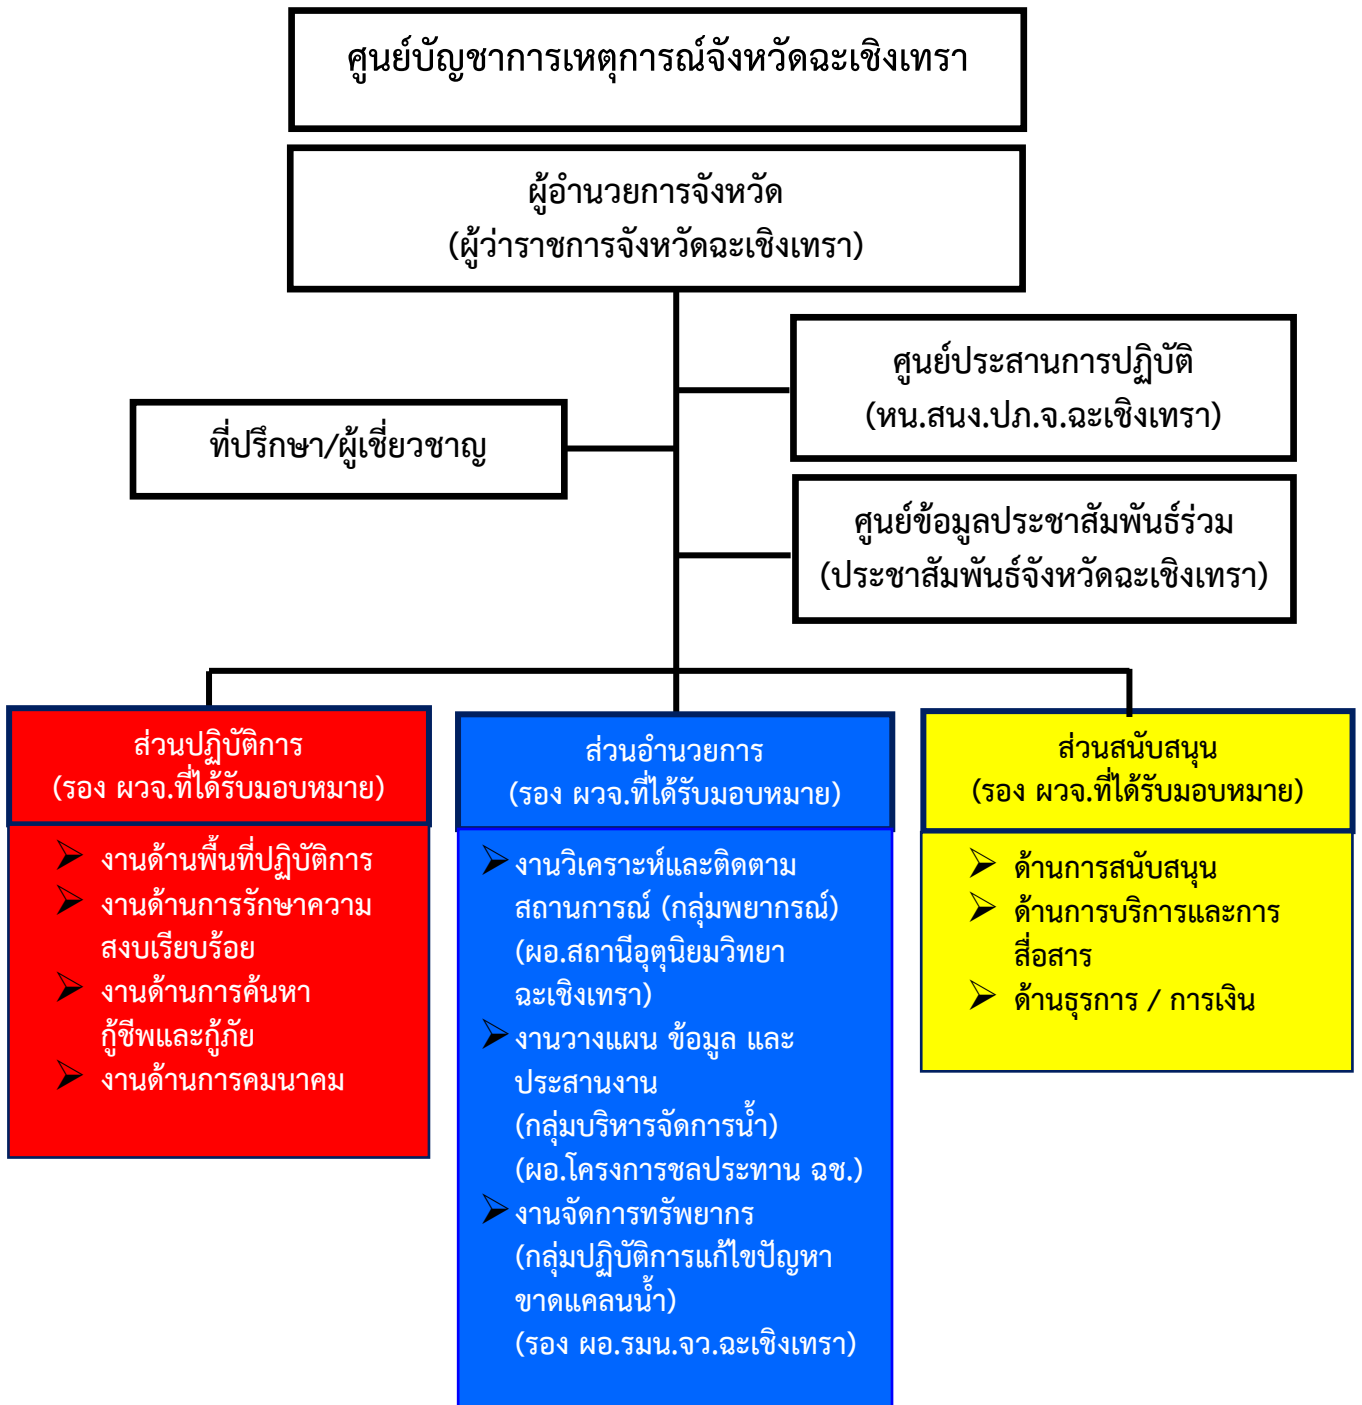 ศูนย์บัญชาการเหตุการณ์จังหวัดฉะเชิงเทรา
ผู้อำนวยการจังหวัด
(ผู้ว่าราชการจังหวัดฉะเชิงเทรา)
ศูนย์ประสานการปฏิบัติ
(หน.สนง.ปภ.จ.ฉะเชิงเทรา)
ที่ปรึกษา/ผู้เชี่ยวชาญ
ศูนย์ข้อมูลประชาสัมพันธ์ร่วม
(ประชาสัมพันธ์จังหวัดฉะเชิงเทรา)
ส่วนปฏิบัติการ
(รอง ผวจ.ที่ได้รับมอบหมาย)
งานด้านพื้นที่ปฏิบัติการ
งานด้านการรักษาความ
สงบเรียบร้อย
งานด้านการค้นหา
กู้ชีพและกู้ภัย
งานด้านการคมนาคม
ส่วนอำนวยการ
(รอง ผวจ.ที่ได้รับมอบหมาย)
งานวิเคราะห์และติดตาม
สถานการณ์ (กลุ่มพยากรณ์)
(ผอ.สถานีอุตุนิยมวิทยา
ฉะเชิงเทรา)
งานวางแผน ข้อมูล และ
ประสานงาน
(กลุ่มบริหารจัดการน้ำ)
(ผอ.โครงการชลประทาน ฉช.)
งานจัดการทรัพยากร
(กลุ่มปฏิบัติการแก้ไขปัญหา
ขาดแคลนน้ำ)
(รอง ผอ.รมน.จว.ฉะเชิงเทรา)
ส่วนสนับสนุน
(รอง ผวจ.ที่ได้รับมอบหมาย)
ด้านการสนับสนุน
ด้านการบริการและการ
สื่อสาร
ด้านธุรการ / การเงิน